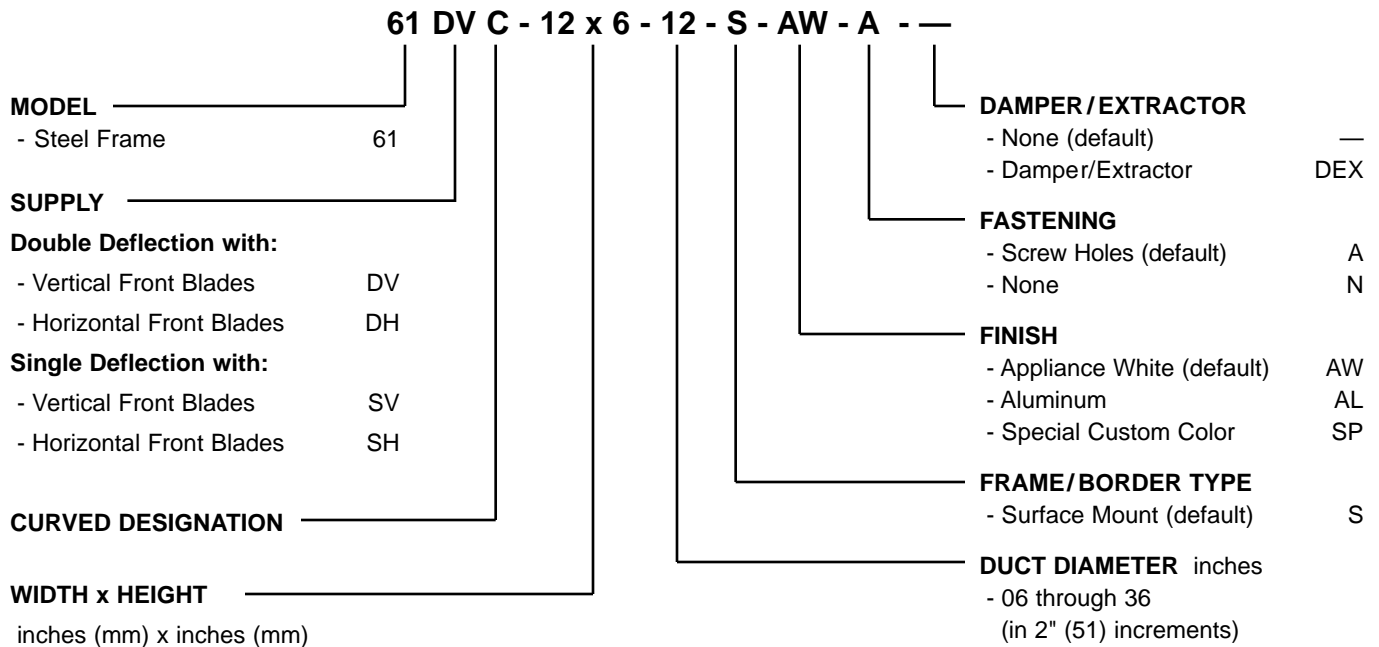 61 DV C - 12 x 6 - 12 - S - AW - A - —
MODEL
- Steel Frame 61
SUPPLY
Double Deflection with:
- Vertical Front Blades DV
- Horizontal Front Blades DH
Single Deflection with:
- Vertical Front Blades SV
- Horizontal Front Blades SH
CURVED DESIGNATION
WIDTH x HEIGHT
inches (mm) x inches (mm)
DAMPER / EXTRACTOR
- None (default) —
- Damper/Extractor DEX
FASTENING
- Screw Holes (default) A
- None N
FINISH
- Appliance White (default) AW
- Aluminum AL
- Special Custom Color SP
FRAME/BORDER TYPE
- Surface Mount (default) S
DUCT DIAMETER inches
- 06 through 36
(in 2" (51) increments)